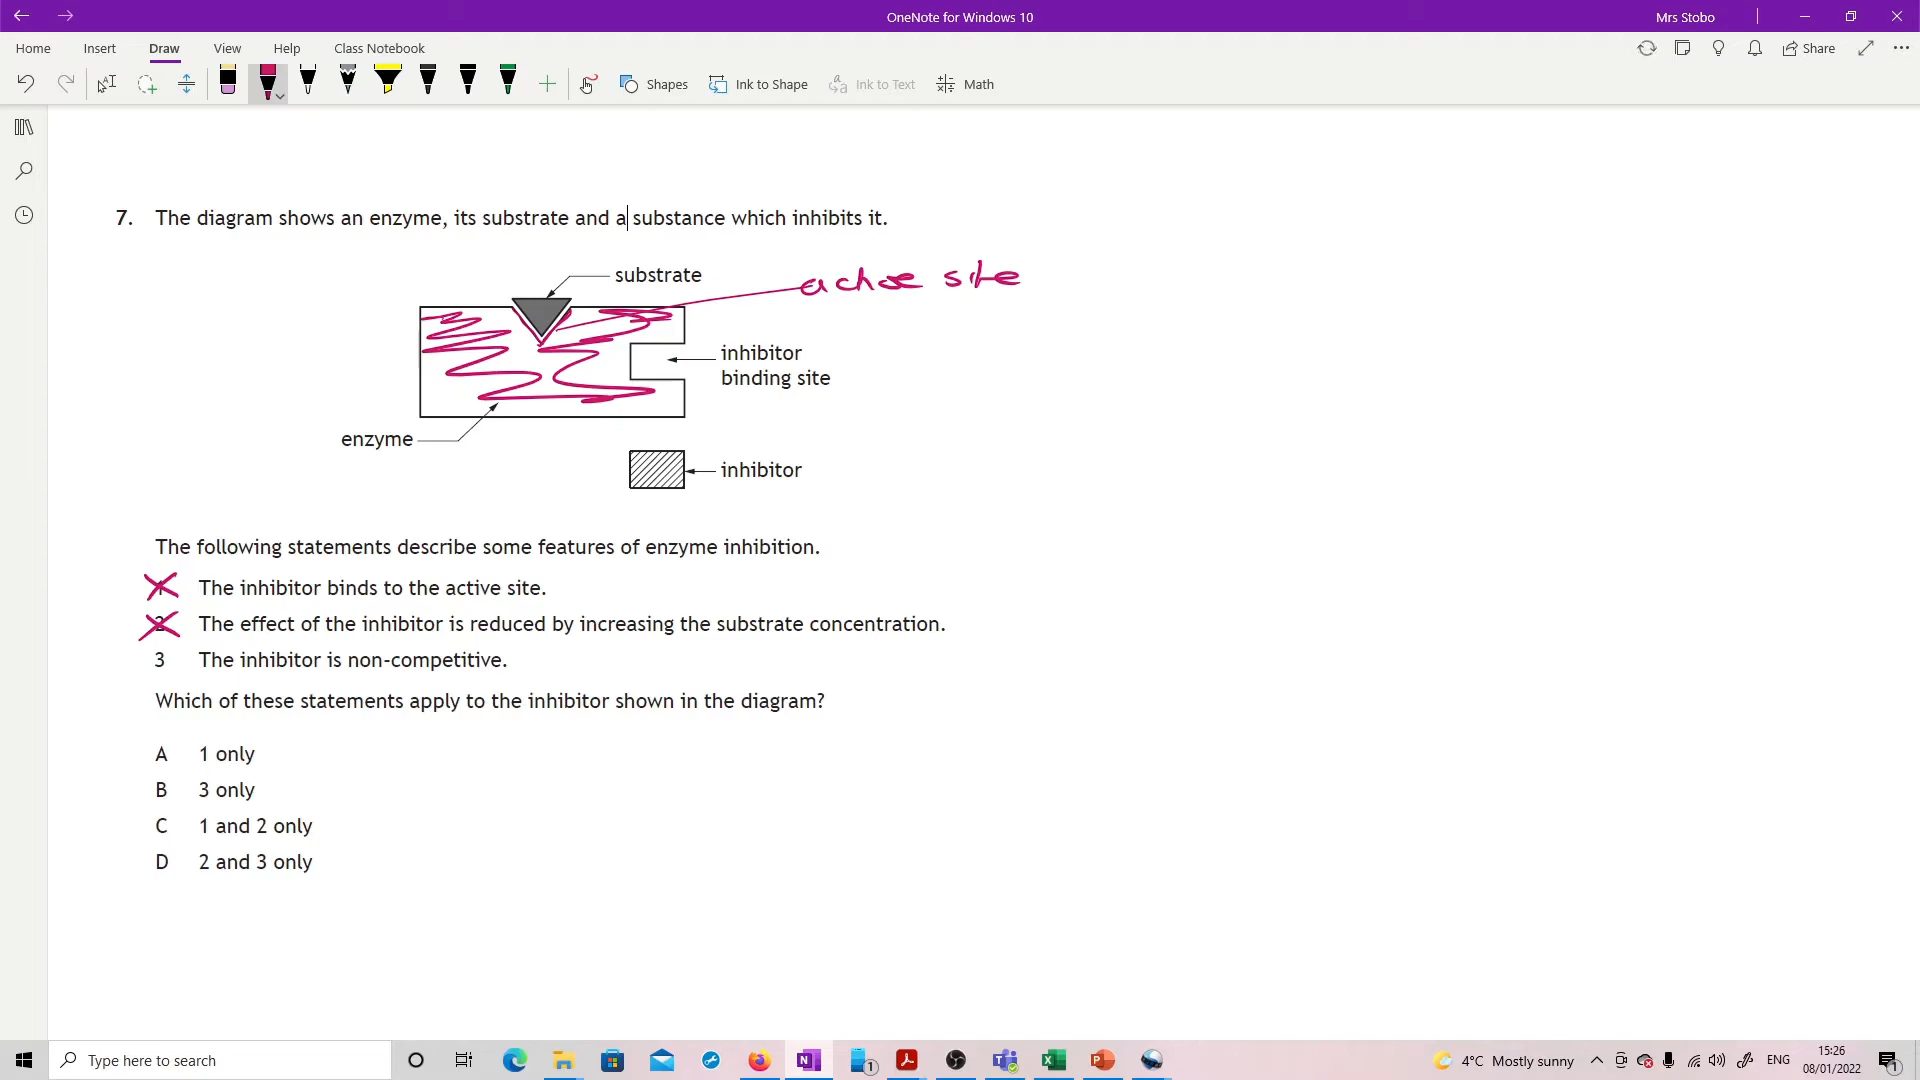 OneNote for Windows 10
Mrs Stobo
Home Insert Draw View Help Class Notebook
Share
Shapes Ink to Shape Ink to Text Math
7. The diagram shows an enzyme, its substrate and a substance which inhibits it.
substrate
active site
inhibitor
binding site
enzyme
inhibitor
The following statements describe some features of enzyme inhibition.
1 The inhibitor binds to the active site.
2 The effect of the inhibitor is reduced by increasing the substrate concentration.
3 The inhibitor is non-competitive.
Which of these statements apply to the inhibitor shown in the diagram?
A 1 only
B 3 only
C 1 and 2 only
D 2 and 3 only
Type here to search
4°C Mostly sunny
ENG
15:26
08/01/2022